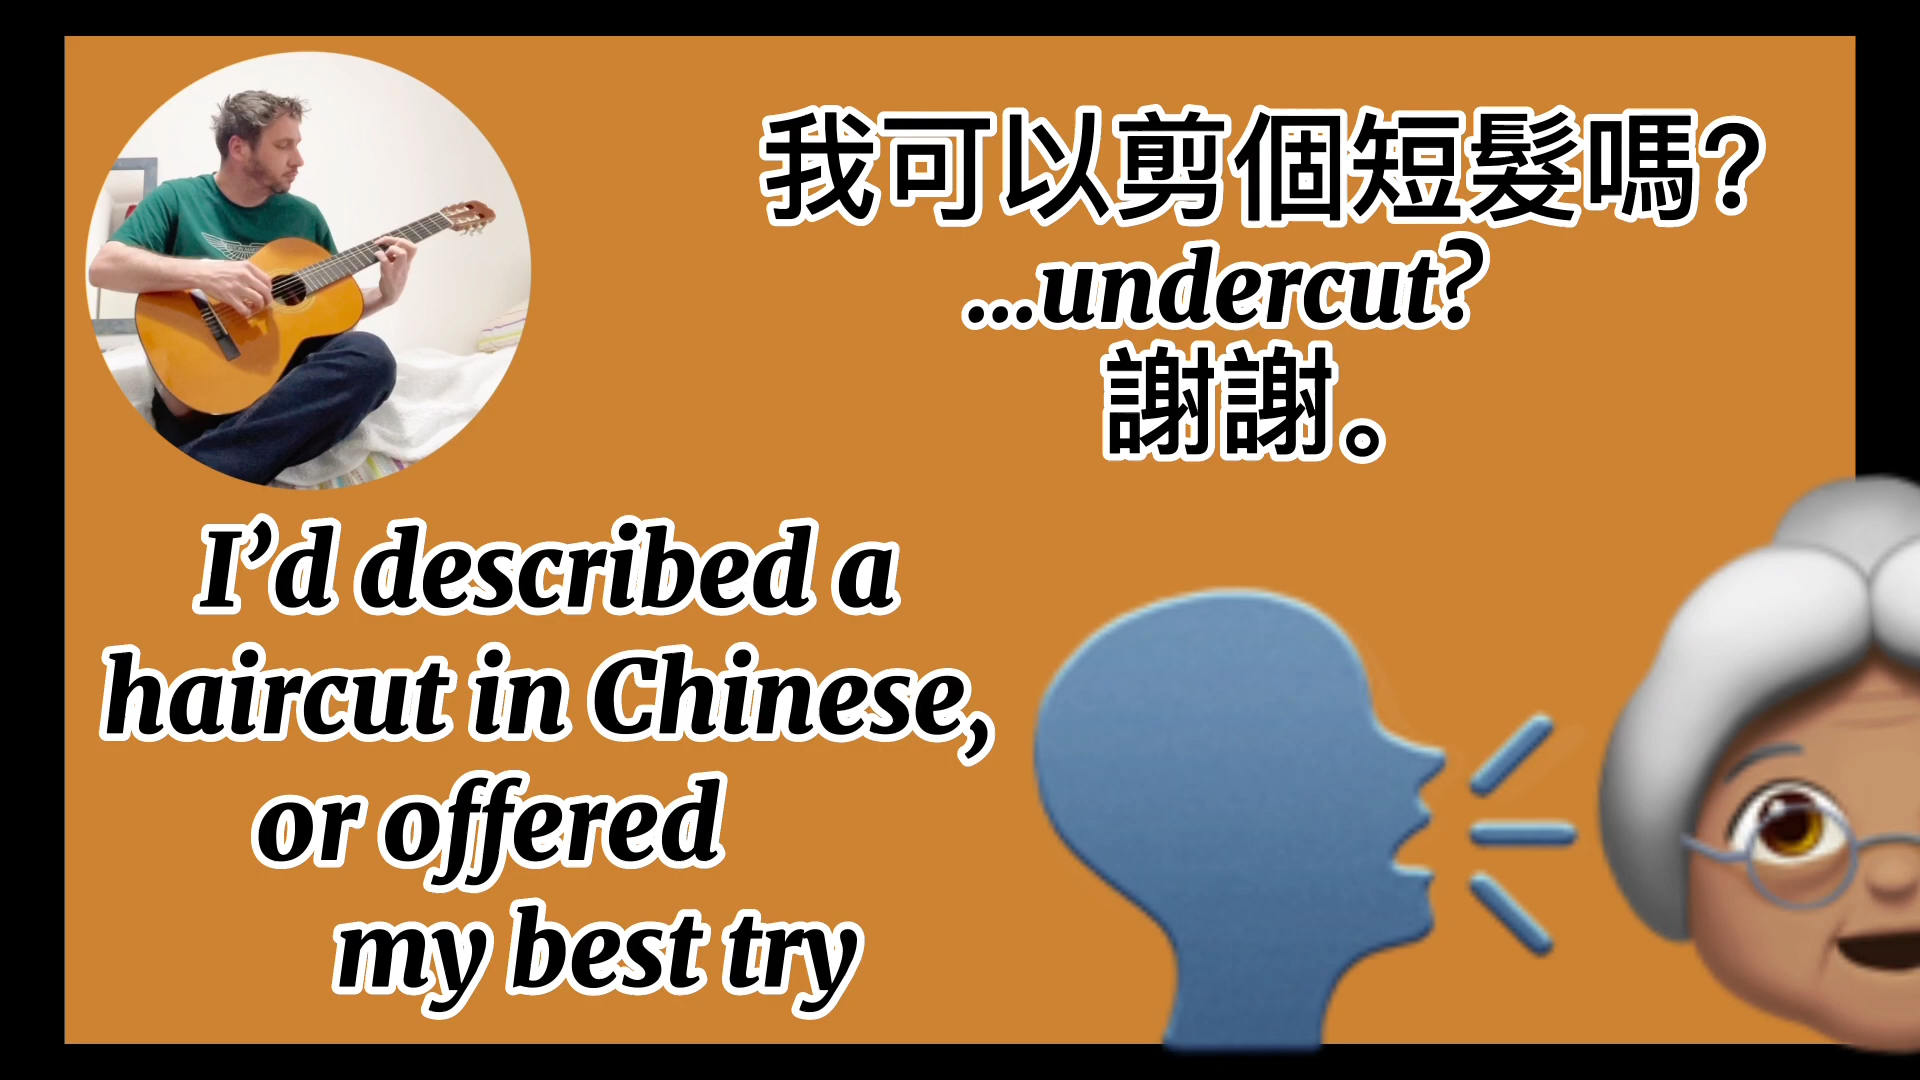 我可以剪個短髮嗎？
...undercut?
謝謝。
I’d described a
haircut in Chinese,
or offered
my best try